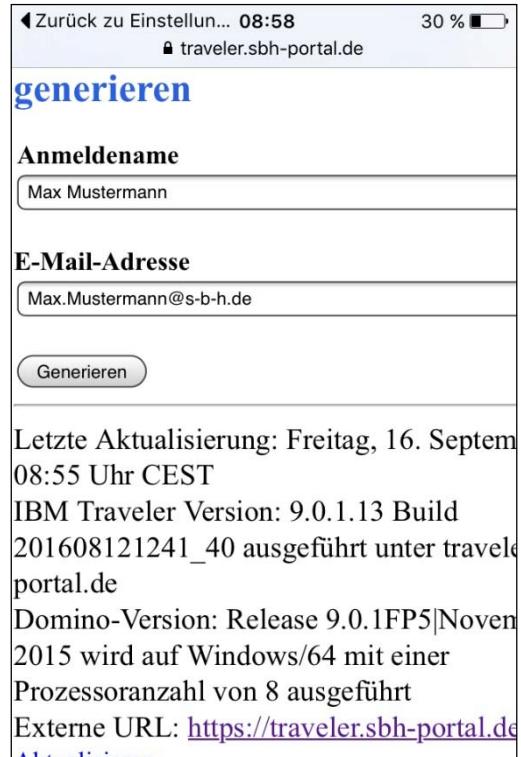 Zurück zu Einstellun... 08:58 30 %
traveler.sbh-portal.de
generieren
Anmeldename
Max Mustermann
E-Mail-Adresse
Max.Mustermann@s-b-h.de
Generieren
Letzte Aktualisierung: Freitag, 16. Septem
08:55 Uhr CEST
IBM Traveler Version: 9.0.1.13 Build
201608121241_40 ausgeführt unter travele
portal.de
Domino-Version: Release 9.0.1FP5|Novem
2015 wird auf Windows/64 mit einer
Prozessoranzahl von 8 ausgeführt
Externe URL: https://traveler.sbh-portal.de